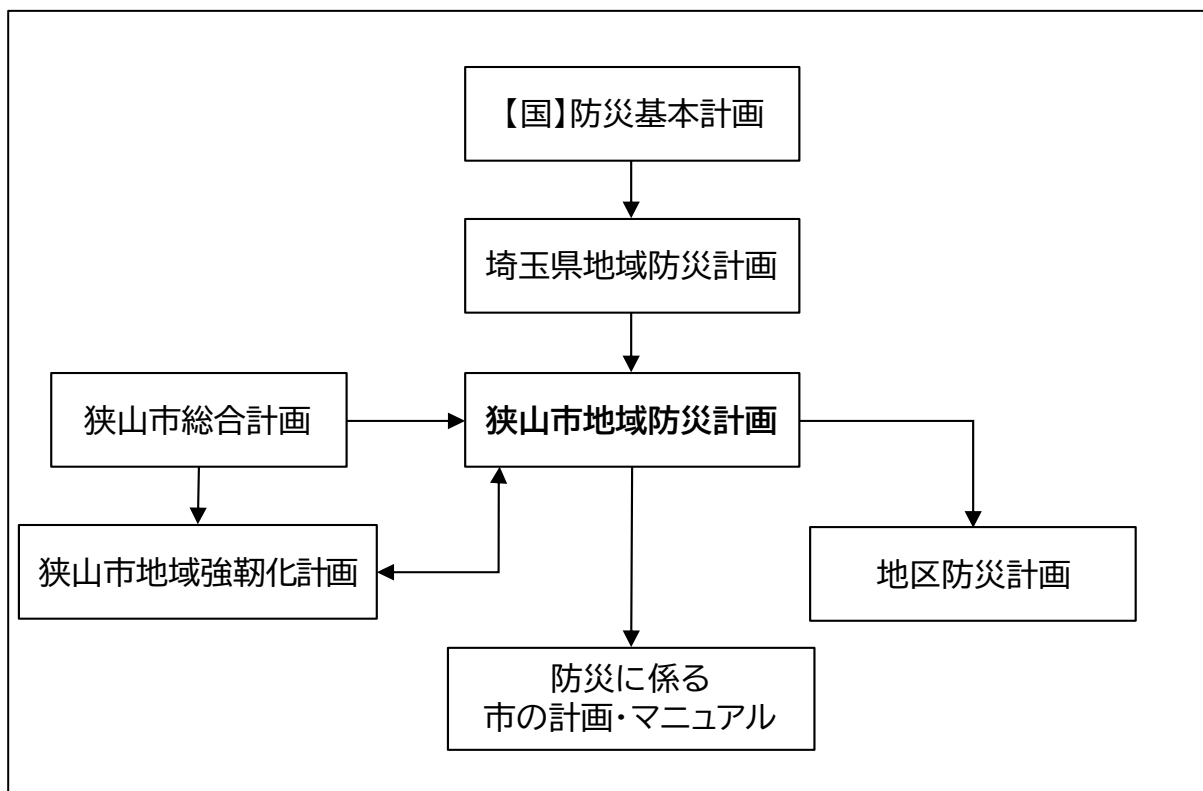 【国】防災基本計画
埼玉県地域防災計画
狭山市総合計画
狭山市地域防災計画
狭山市地域強靭化計画
地区防災計画
防災に係る
市の計画・マニュアル